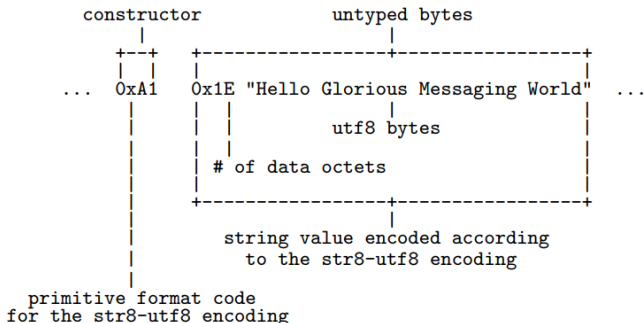 constructor untyped bytes
... 0xA1 0x1E "Hello Glorious Messaging World" ...
utf8 bytes
# of data octets
string value encoded according
to the str8-utf8 encoding
primitive format code
for the str8-utf8 encoding